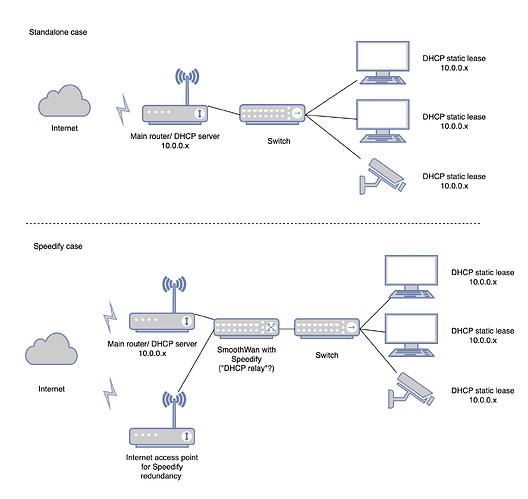 Standalone case
DHCP static lease
10.0.0.x
Internet
Main router/ DHCP server
10.0.0.x
Switch
DHCP static lease
10.0.0.x
DHCP static lease
10.0.0.x
Speedify case
DHCP static lease
10.0.0.x
Main router/ DHCP server
10.0.0.x
SmoothWan with
Speedify
("DHCP relay"?)
Switch
DHCP static lease
10.0.0.x
Internet
DHCP static lease
10.0.0.x
Internet access point
for Speedify
redundancy